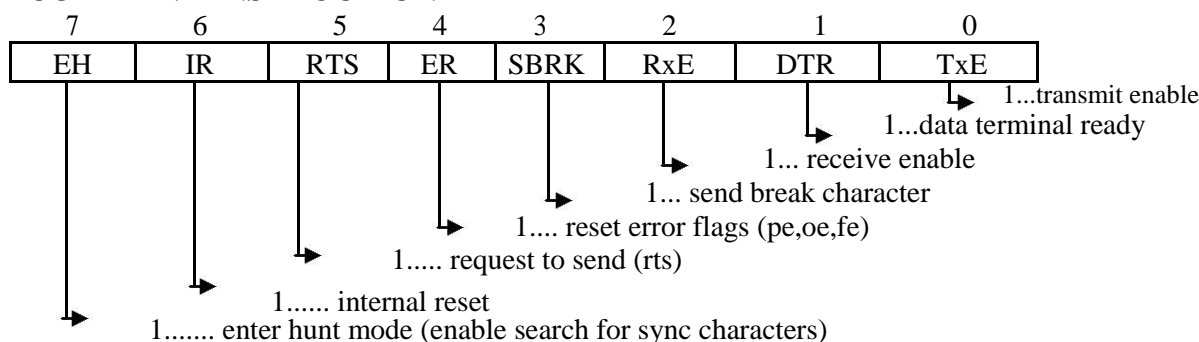 7 6 5 4 3 2 1 0
EH IR RTS ER SBRK RxE DTR TxE
1...transmit enable
1...data terminal ready
1... receive enable
1... send break character
1.... reset error flags (pe,oe,fe)
1..... request to send (rts)
1...... internal reset
1....... enter hunt mode (enable search for sync characters)